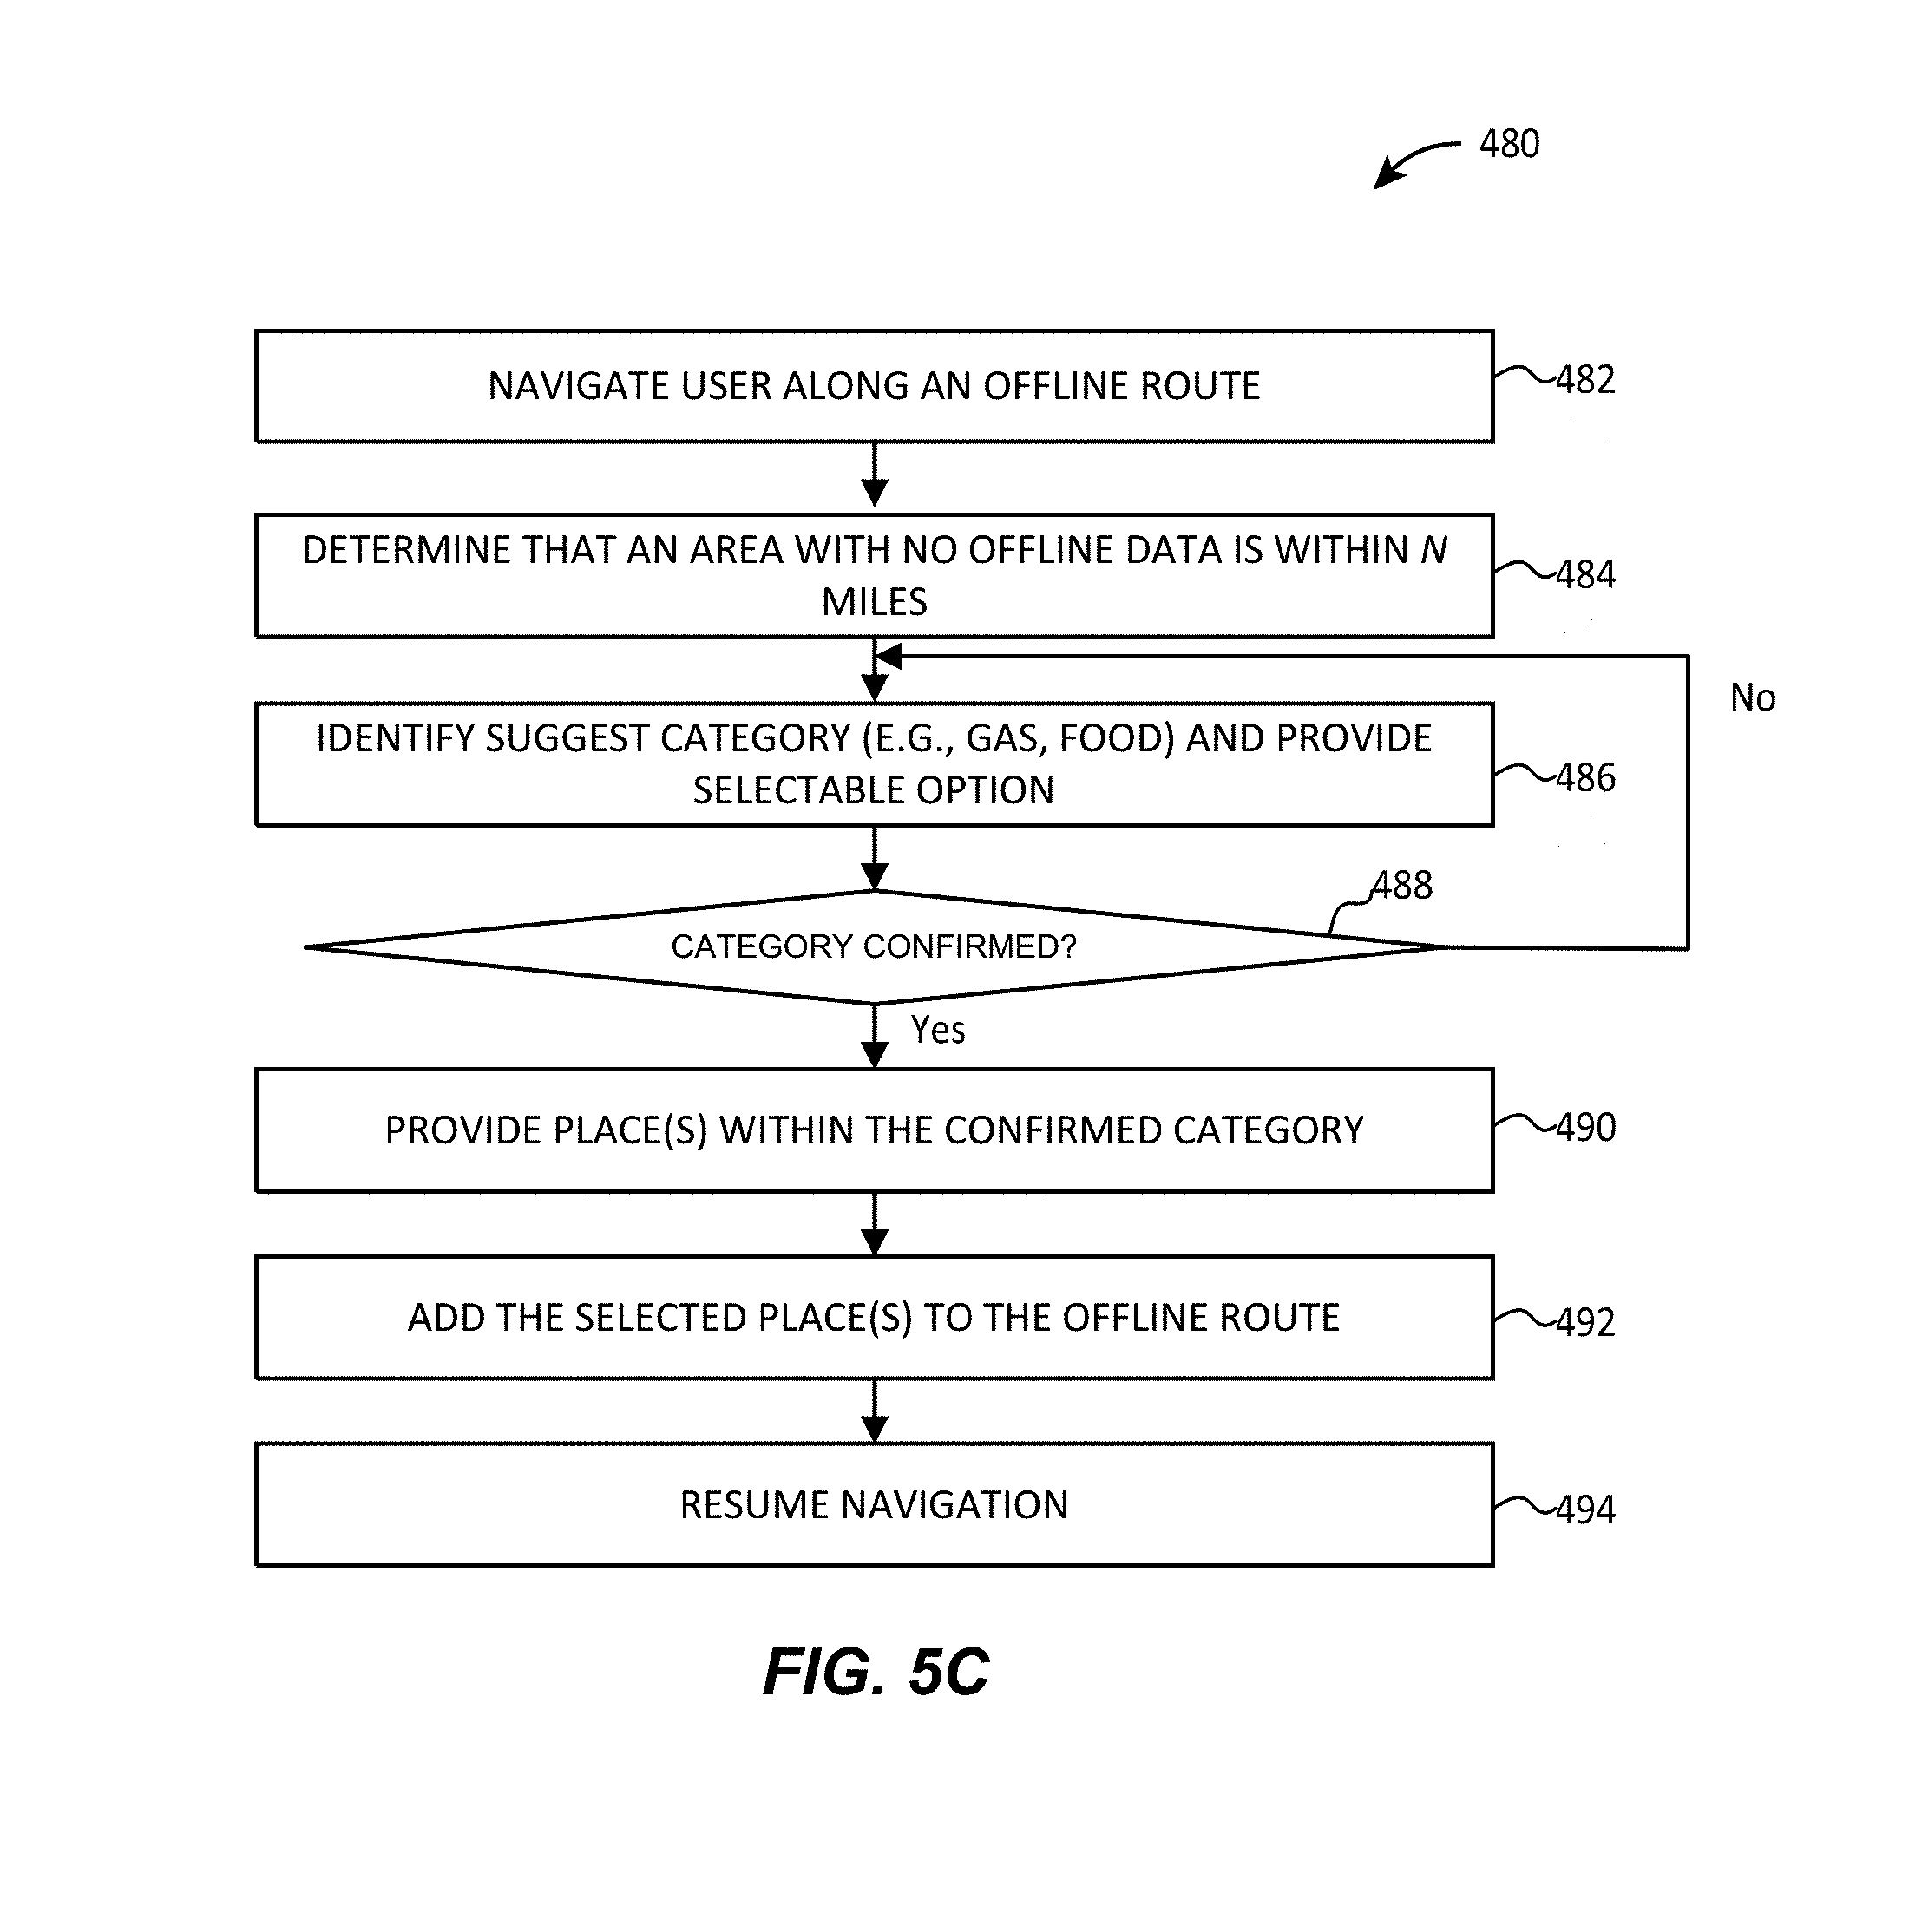 480
NAVIGATE USER ALONG AN OFFLINE ROUTE
482
DETERMINE THAT AN AREA WITH NO OFFLINE DATA IS WITHIN N
MILES
484
No
IDENTIFY SUGGEST CATEGORY (E.G., GAS, FOOD) AND PROVIDE
SELECTABLE OPTION
486
488
CATEGORY CONFIRMED?
Yes
PROVIDE PLACE(S) WITHIN THE CONFIRMED CATEGORY
490
ADD THE SELECTED PLACE(S) TO THE OFFLINE ROUTE
492
RESUME NAVIGATION
494
FIG. 5C